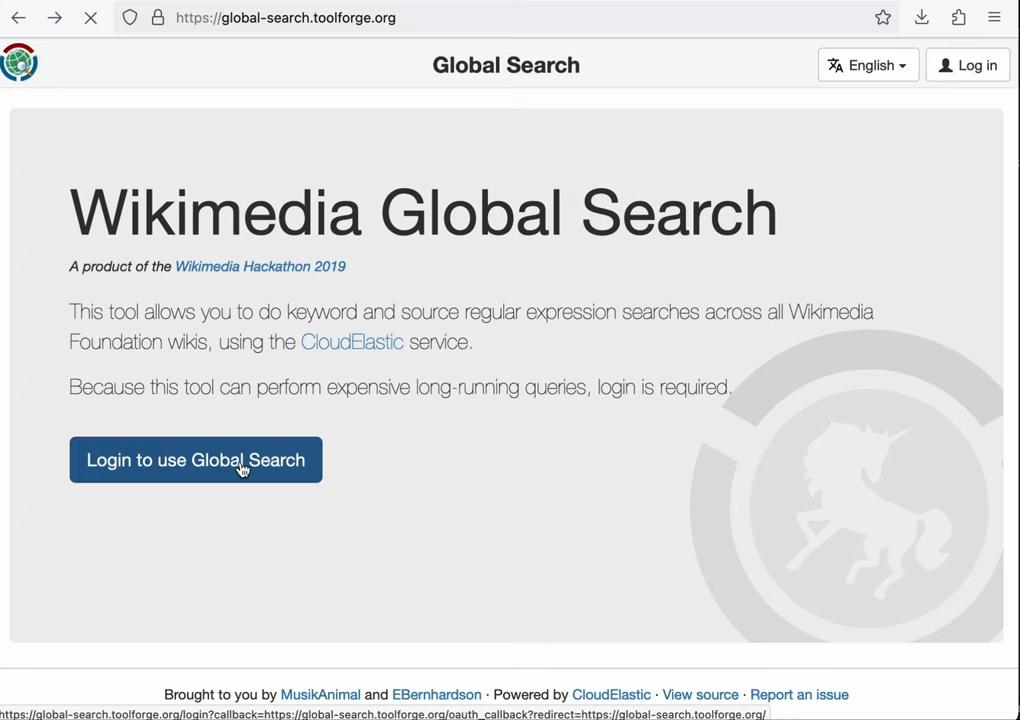 https://global-search.toolforge.org
Global Search
English
Log in
Wikimedia Global Search
A product of the Wikimedia Hackathon 2019
This tool allows you to do keyword and source regular expression searches across all Wikimedia
Foundation wikis, using the CloudElastic service.
Because this tool can perform expensive long-running queries, login is required.
Login to use Global Search
Brought to you by MusikAnimal and EBernhardson · Powered by CloudElastic · View source · Report an issue
https://global-search.toolforge.org/login?callback=https://global-search.toolforge.org/oauth_callback?redirect=https://global-search.toolforge.org/